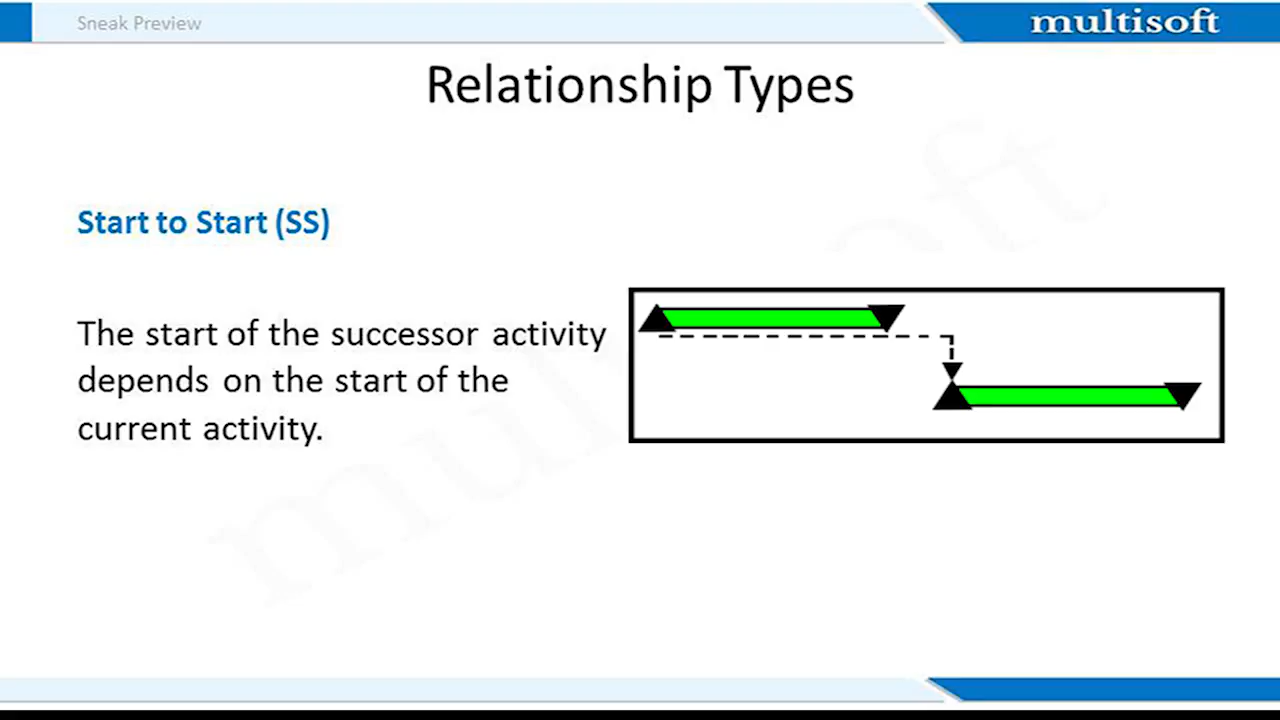 Sneak Preview
multisoft
Relationship Types
Start to Start (SS)
The start of the successor activity
depends on the start of the
current activity.
multisoft